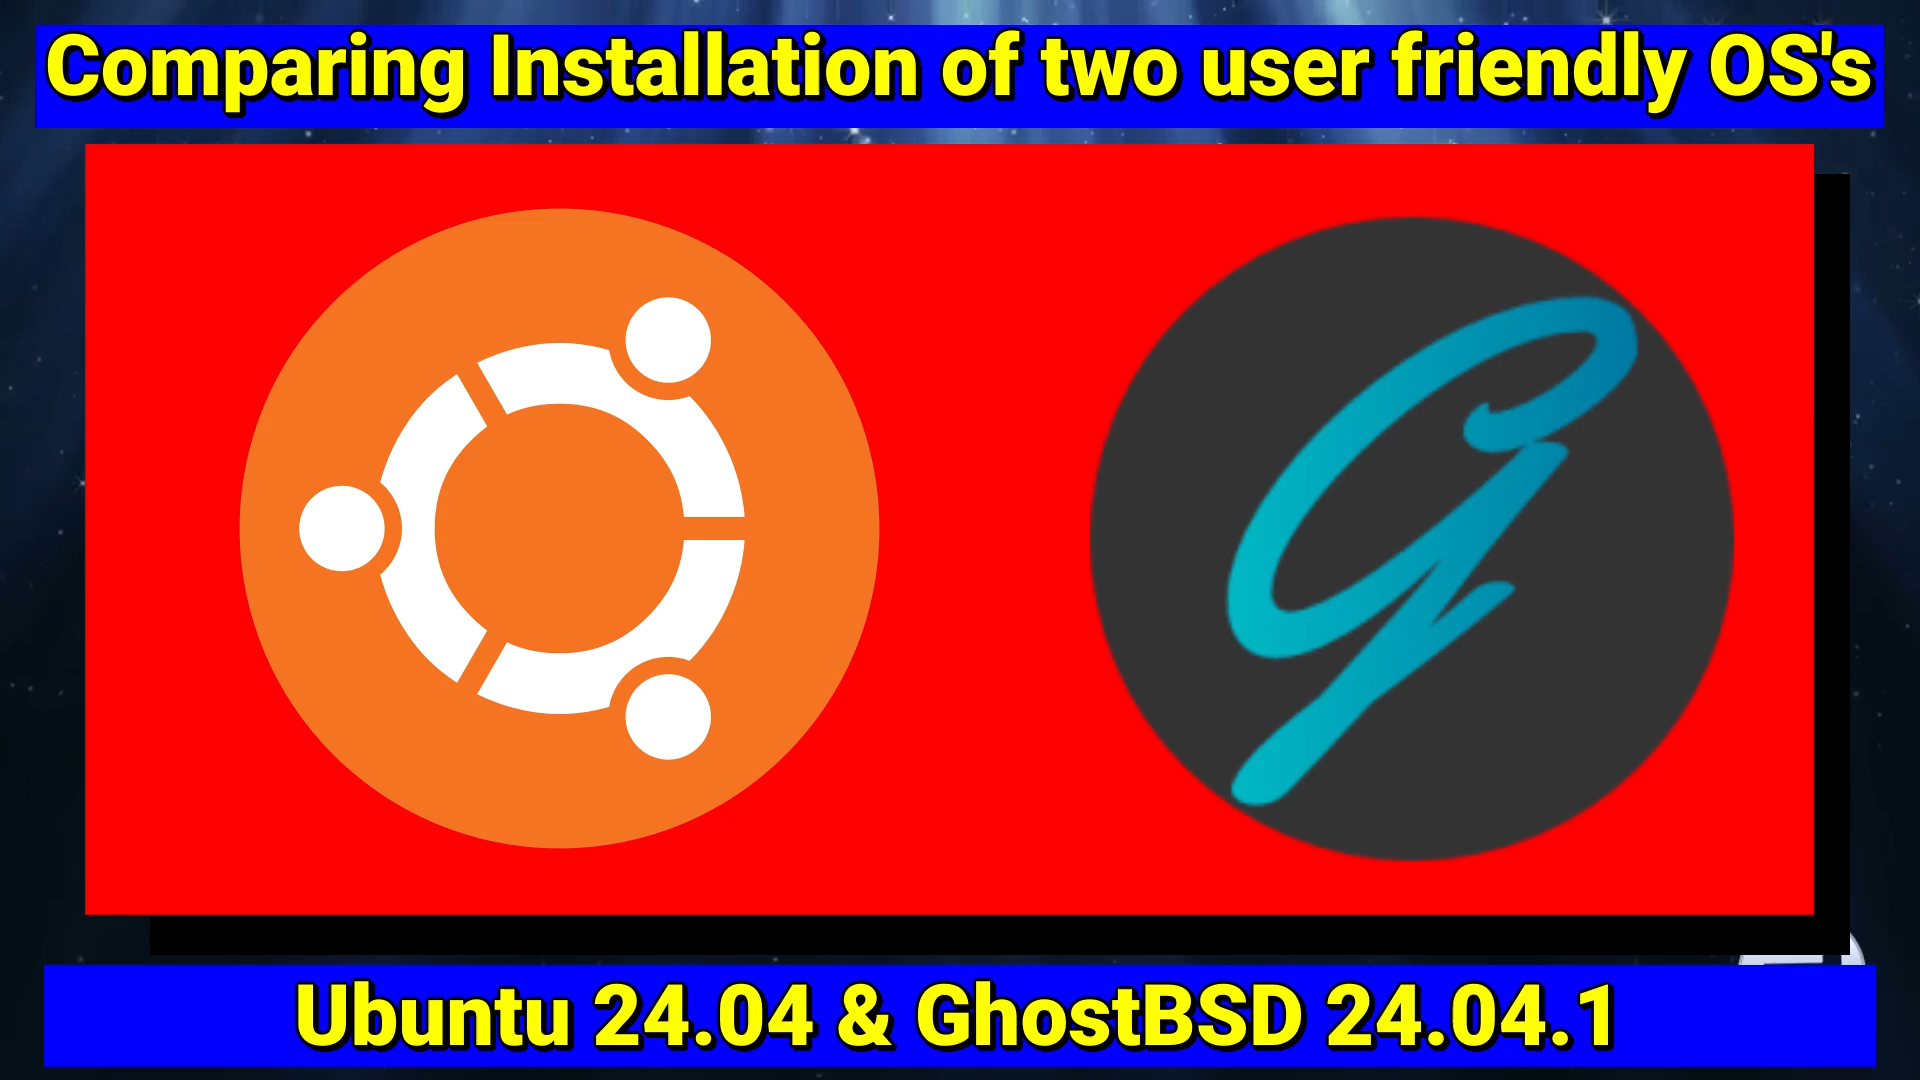 Comparing Installation of two user friendly OS's
Ubuntu 24.04 & GhostBSD 24.04.1